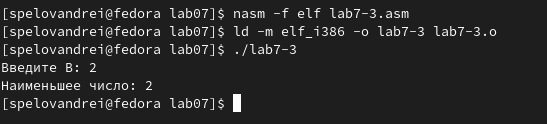 [spelovandrei@fedora lab07]$ nasm -f elf lab7-3.asm
[spelovandrei@fedora lab07]$ ld -m elf_i386 -o lab7-3 lab7-3.o
[spelovandrei@fedora lab07]$ ./lab7-3
Введите B: 2
Наименьшее число: 2
[spelovandrei@fedora lab07]$